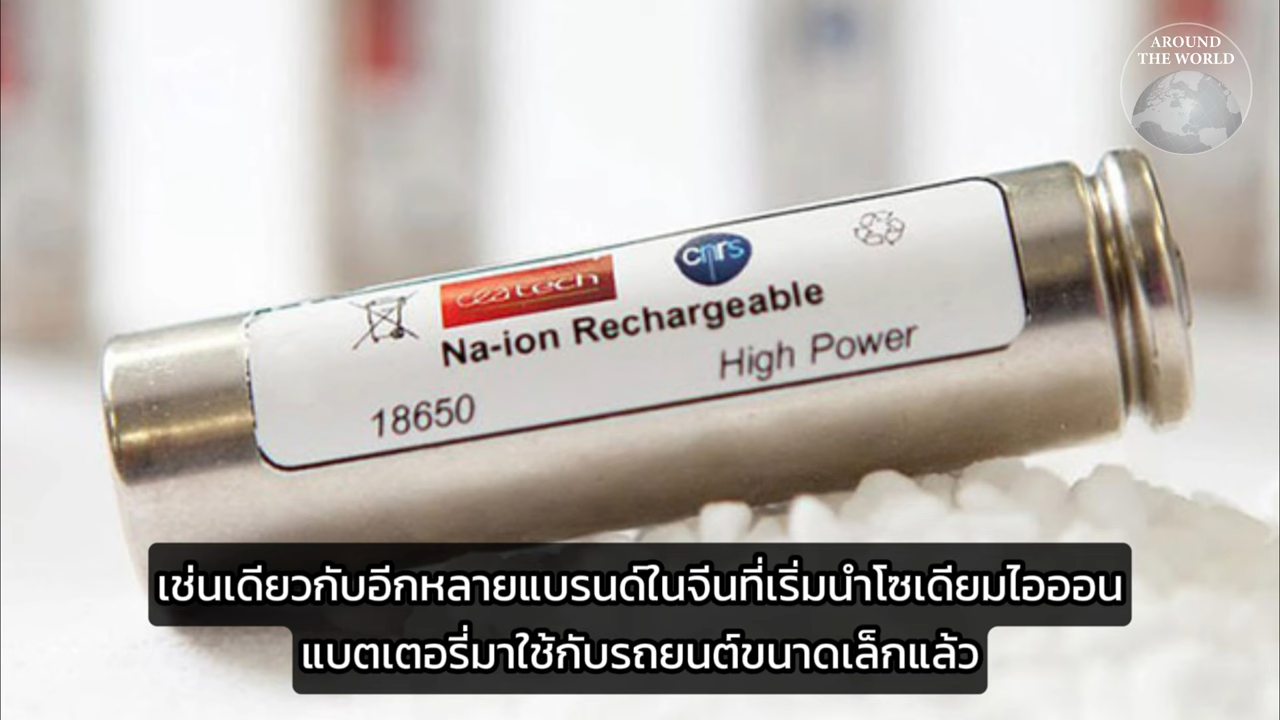 AROUND
THE WORLD
cea tech
cnrs
Na-ion Rechargeable
High Power
18650
เช่นเดียวกับอีกหลายแบรนด์ในจีนที่เริ่มนำโซเดียมไอออน
แบตเตอรี่มาใช้กับรถยนต์ขนาดเล็กแล้ว